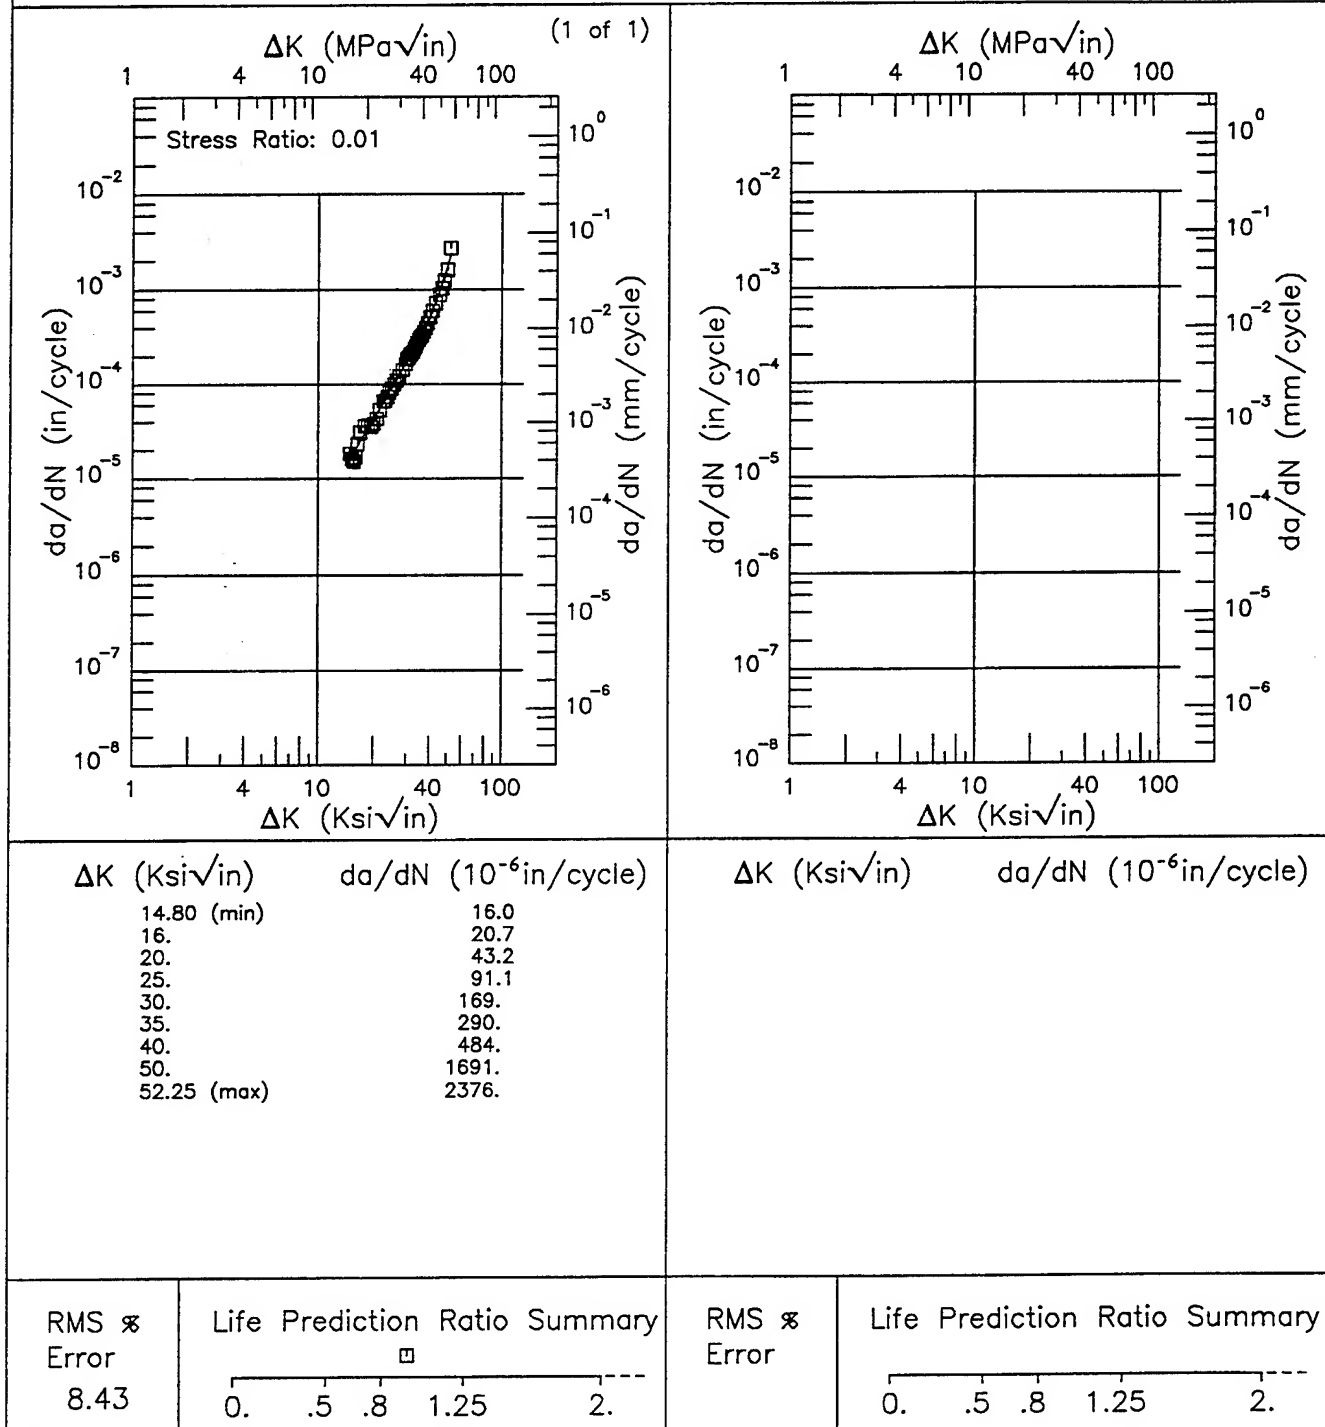 (1 of 1)
ΔK (MPa√in)
1 4 10 40 100
Stress Ratio: 0.01
da/dN (in/cycle)
10⁻²
10⁻³
10⁻⁴
10⁻⁵
10⁻⁶
10⁻⁷
10⁻⁸
10⁰
10⁻¹
10⁻²
10⁻³
10⁻⁴
10⁻⁵
10⁻⁶
da/dN (mm/cycle)
1 4 10 40 100
ΔK (Ksi√in)
ΔK (MPa√in)
1 4 10 40 100
da/dN (in/cycle)
10⁻²
10⁻³
10⁻⁴
10⁻⁵
10⁻⁶
10⁻⁷
10⁻⁸
10⁰
10⁻¹
10⁻²
10⁻³
10⁻⁴
10⁻⁵
10⁻⁶
da/dN (mm/cycle)
1 4 10 40 100
ΔK (Ksi√in)
ΔK (Ksi√in) da/dN (10⁻⁶in/cycle)
14.80 (min) 16.0
16. 20.7
20. 43.2
25. 91.1
30. 169.
35. 290.
40. 484.
50. 1691.
52.25 (max) 2376.
ΔK (Ksi√in) da/dN (10⁻⁶in/cycle)
RMS %
Error
8.43
Life Prediction Ratio Summary
0. .5 .8 1.25 2.
RMS %
Error
Life Prediction Ratio Summary
0. .5 .8 1.25 2.